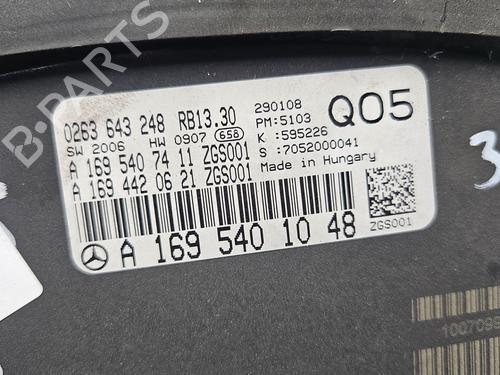 B-PARTS
0263 643 248 RB13.30
290108
Q05
SW 2006 HW 0907 658
PM:5103
A 169 540 74 11 ZGS001
K : 595226
A 169 442 06 21 ZGS001
S : 7052000041
Made in Hungary
A 169 540 10 48
ZGS001
3